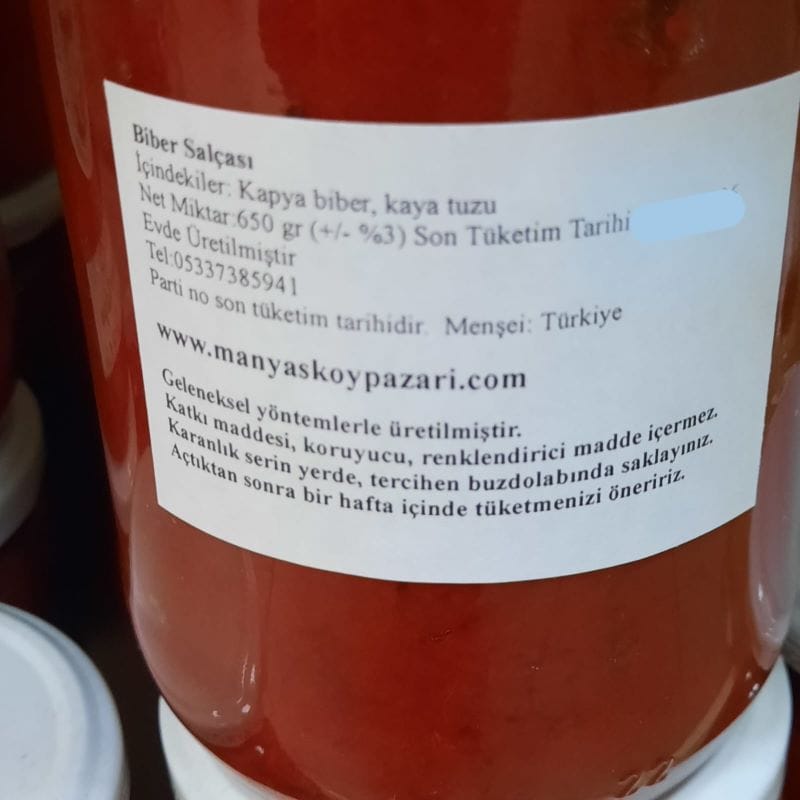 Biber Salçası
İçindekiler: Kapya biber, kaya tuzu
Net Miktar:650 gr (+/- %3) Son Tüketim Tarihi
Evde Üretilmiştir
Tel:05337385941
Parti no son tüketim tarihidir. Menşei: Türkiye
www.manyaskoypazari.com
Geleneksel yöntemlerle üretilmiştir.
Katkı maddesi, koruyucu, renklendirici madde içermez.
Karanlık serin yerde, tercihen buzdolabında saklayınız.
Açtıktan sonra bir hafta içinde tüketmenizi öneririz.